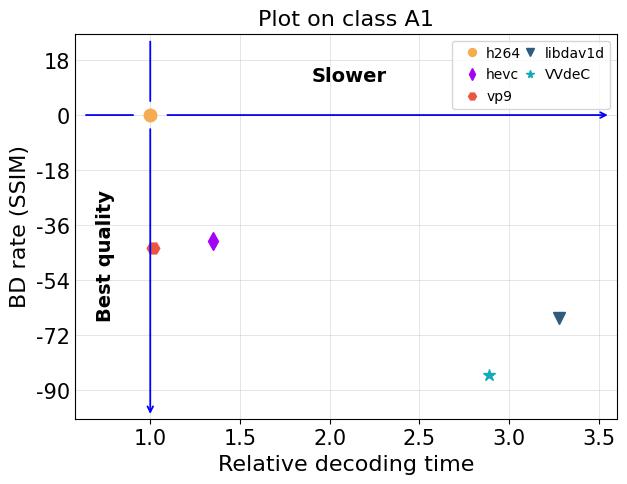 Plot on class A1
h264
libdav1d
hevc
VVdeC
vp9
Slower
Best quality
BD rate (SSIM)
18
0
-18
-36
-54
-72
-90
1.0
1.5
2.0
2.5
3.0
3.5
Relative decoding time